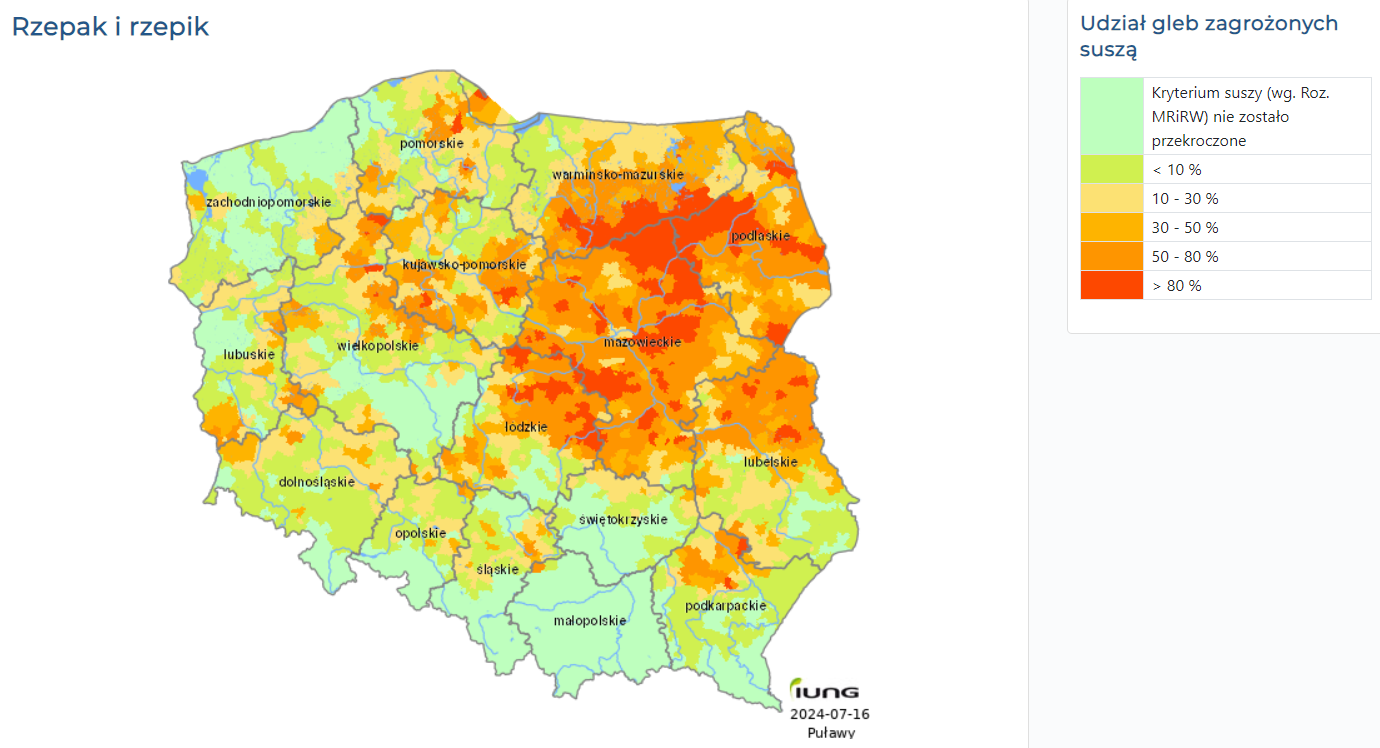 Rzepak i rzepik
Udział gleb zagrożonych
suszą
Kryterium suszy (wg. Roz.
MRiRW) nie zostało
przekroczone
< 10 %
10 - 30 %
30 - 50 %
50 - 80 %
> 80 %
pomorskie
warminsko-mazurskie
zachodniopomorskie
podlaskie
kujawsko-pomorskie
mazowieckie
wielkopolskie
lubuskie
łódzkie
lubelskie
dolnośląskie
świętokrzyskie
opolskie
śląskie
podkarpackie
małopolskie
IUNG
2024-07-16
Puławy